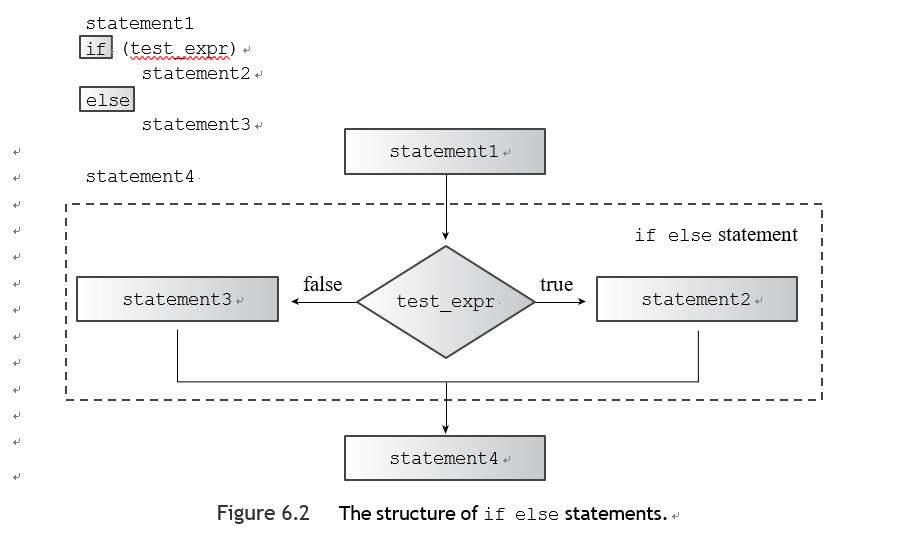 statement1
if (test_expr)
statement2
else
statement3
statement4
statement1
if else statement
false
true
statement3
test_expr
statement2
statement4
Figure 6.2 The structure of if else statements.